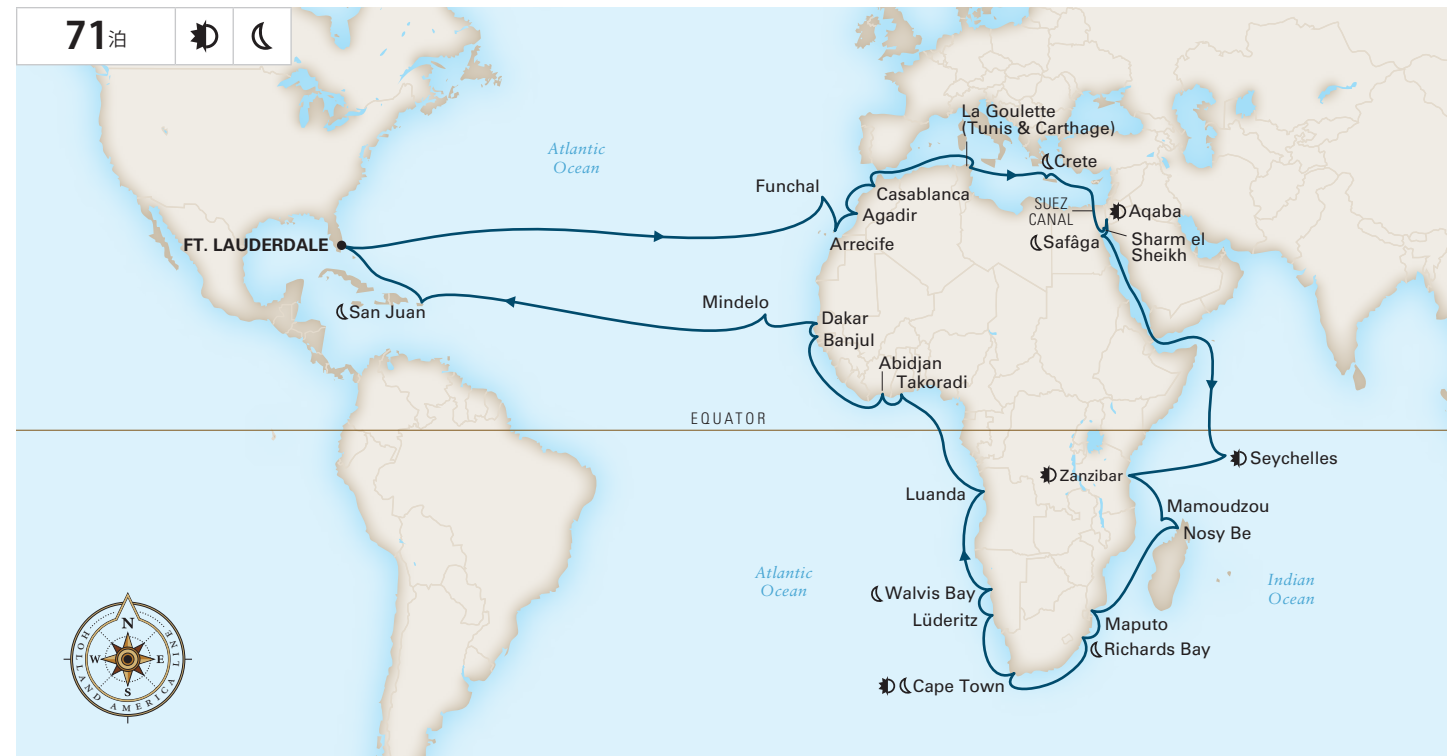 71泊
Atlantic
Ocean
La Goulette
(Tunis & Carthage)
Crete
Funchal
Casablanca
Agadir
Arrecife
SUEZ
CANAL
Aqaba
Safâga
Sharm el
Sheikh
FT. LAUDERDALE
San Juan
Mindelo
Dakar
Banjul
Abidjan
Takoradi
EQUATOR
Seychelles
Zanzibar
Luanda
Mamoudzou
Nosy Be
Atlantic
Ocean
Indian
Ocean
Walvis Bay
Lüderitz
Maputo
Richards Bay
Cape Town
N
W
E
S
HOLLAND AMERICA LINE